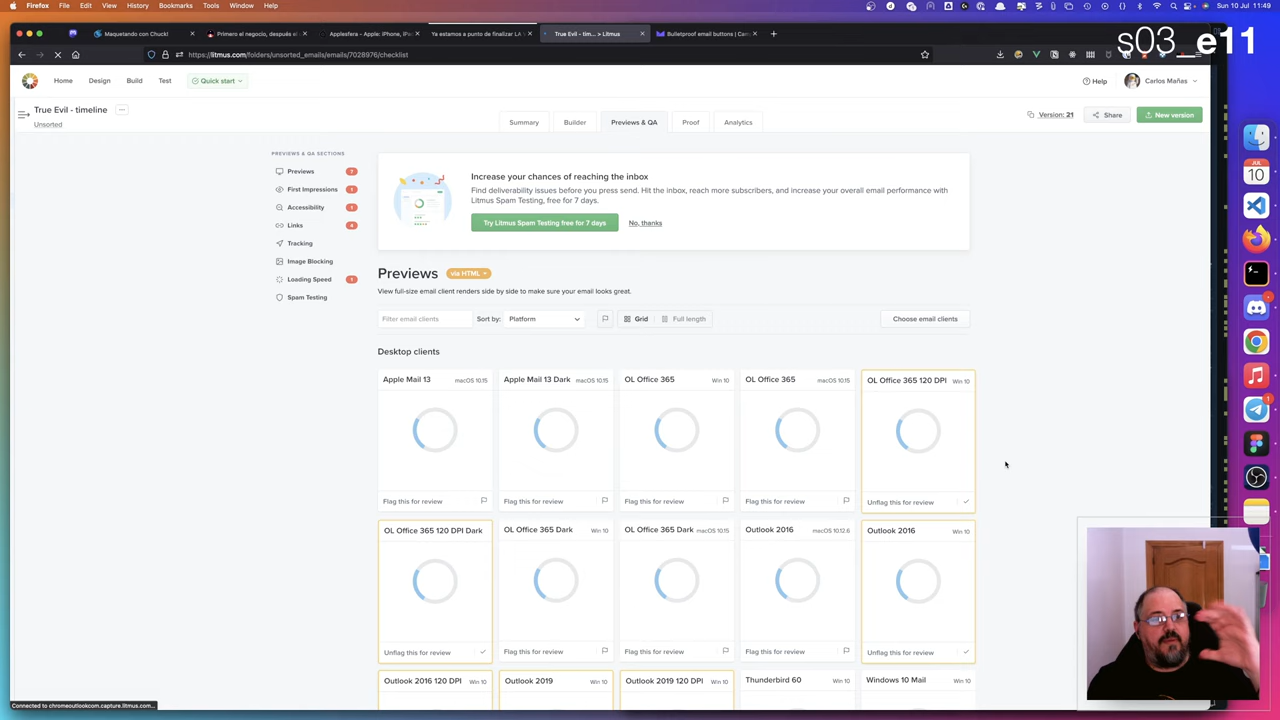 Firefox File Edit View History Bookmarks Tools Window Help
Sun 10 Jul 11:49
s03 e11
Maquetando con Chuck!
Primero el negocio, después el
Applesfera - Apple: iPhone, iPa
Ya estamos a punto de finalizar LA
True Evil - tim... > Litmus
Bulletproof email buttons | Cam
https://litmus.com/folders/unsorted_emails/emails/7028976/checklist
Home Design Build Test Quick start
Help Carlos Mañas
True Evil - timeline
Unsorted
Summary Builder Previews & QA Proof Analytics
Version: 21 Share New version
PREVIEWS & QA SECTIONS
Previews 7
First Impressions 1
Accessibility 1
Links 4
Tracking
Image Blocking
Loading Speed 1
Spam Testing
Increase your chances of reaching the inbox
Find deliverability issues before you press send. Hit the inbox, reach more subscribers, and increase your overall email performance with
Litmus Spam Testing, free for 7 days.
Try Litmus Spam Testing free for 7 days No, thanks
Previews via HTML
View full-size email client renders side by side to make sure your email looks great.
Filter email clients Sort by: Platform Grid Full length Choose email clients
Desktop clients
Apple Mail 13 macOS 10.15 Apple Mail 13 Dark macOS 10.15 OL Office 365 Win 10 OL Office 365 macOS 10.15 OL Office 365 120 DPI Win 10
Flag this for review Flag this for review Flag this for review Flag this for review Unflag this for review
OL Office 365 120 DPI Dark OL Office 365 Dark Win 10 OL Office 365 Dark macOS 10.15 Outlook 2016 macOS 10.12.6 Outlook 2016 Win 10
Unflag this for review Flag this for review Flag this for review Flag this for review Unflag this for review
Outlook 2016 120 DPI Win 10 Outlook 2019 Win 10 Outlook 2019 120 DPI Win 10 Thunderbird 60 Win 10 Windows 10 Mail Win 10
Connected to chromeoutlookcom.capture.litmus.com...
JUL
10
1
1